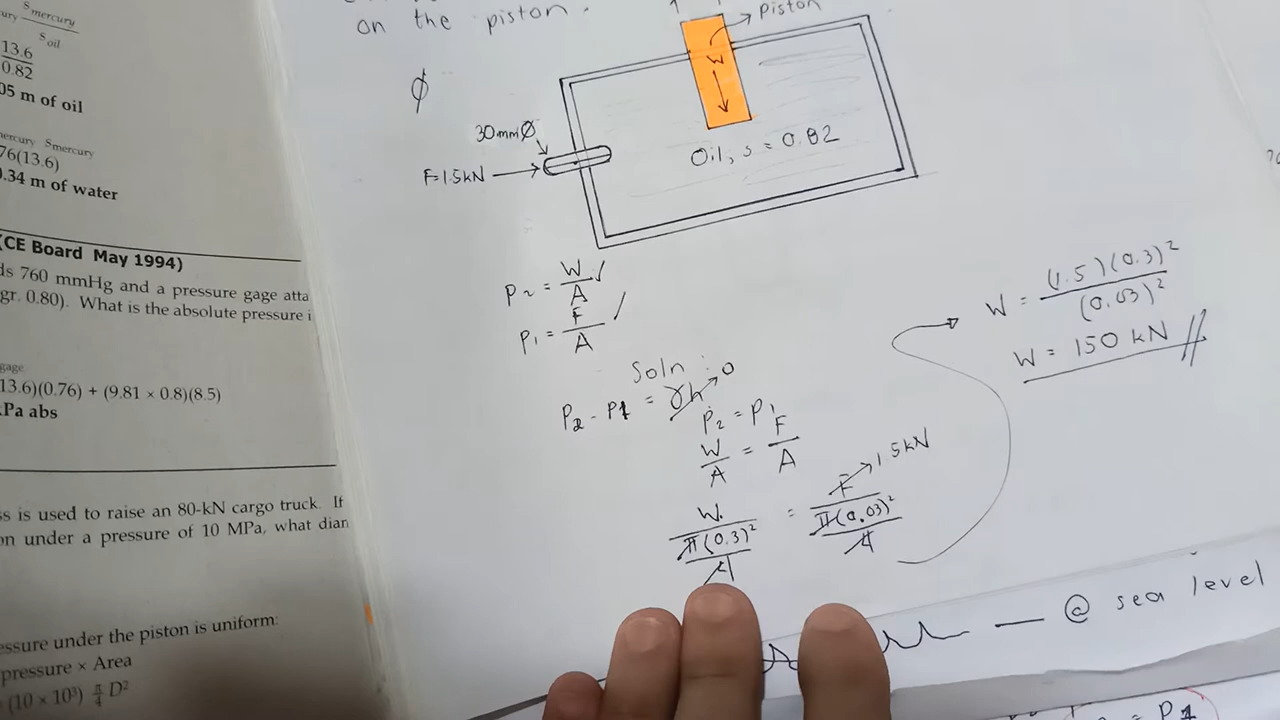 s mercury
s oil
13.6
0.82
05 m of oil
mercury Smercury
76(13.6)
.34 m of water
(CE Board May 1994)
ds 760 mmHg and a pressure gage atta
gr. 0.80). What is the absolute pressure i
gage
13.6)(0.76) + (9.81 × 0.8)(8.5)
kPa abs
ss is used to raise an 80-kN cargo truck. If
on under a pressure of 10 MPa, what dian
essure under the piston is uniform:
pressure × Area
(10 × 10³) π/4 D²
on the piston.
Piston
W
ϕ
30mmØ
F=1.5kN
Oil, s = 0.82
P2 = W/A ✓
P1 = F/A
Soln :
P2 - P1 = γh → 0
P2 = P1
W/A = F/A
W / (π(0.3)²/4) = F / (π(0.03)²/4)
1.5kN
W = (1.5)(0.3)² / (0.03)²
W = 150 kN //
— @ sea level
= P1